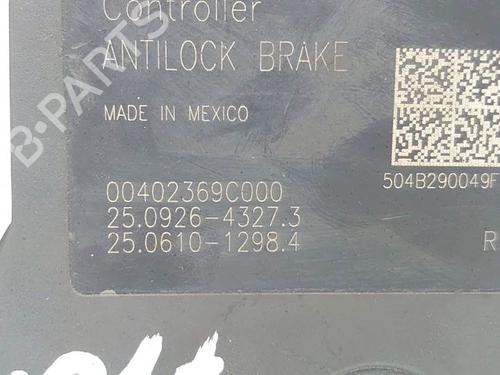 Controller
ANTILOCK BRAKE
MADE IN MEXICO
504B290049F
00402369C000
25.0926-4327.3
25.0610-1298.4
R
B-PARTS